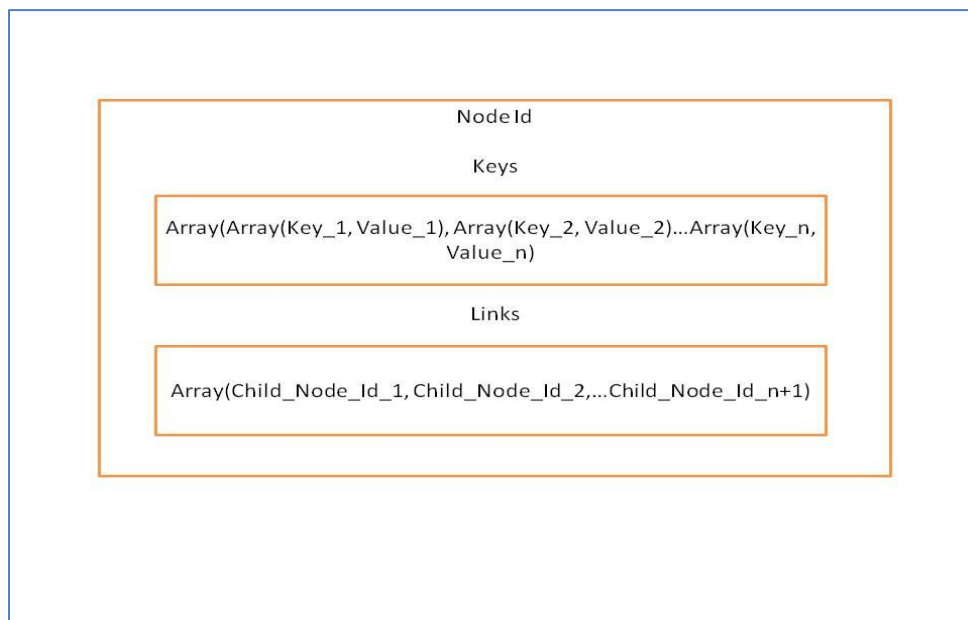 Node Id
Keys
Array(Array(Key_1, Value_1), Array(Key_2, Value_2)...Array(Key_n,
Value_n)
Links
Array(Child_Node_Id_1, Child_Node_Id_2,...Child_Node_Id_n+1)